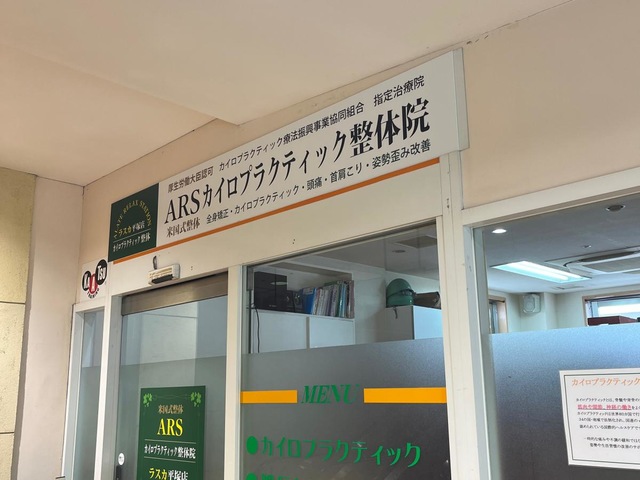 厚生労働大臣認可 カイロプラクティック療法振興事業協同組合 指定治療院
ARSカイロプラクティック整体院
米国式整体 全身矯正・カイロプラクティック・頭痛・首肩こり・姿勢歪み改善
ラスカ平塚店
カイロプラクティック整体
MENU
●カイロプラクティック
米国式整体
ARS
カイロプラクティック整体院
ラスカ平塚店
カイロプラクティッ